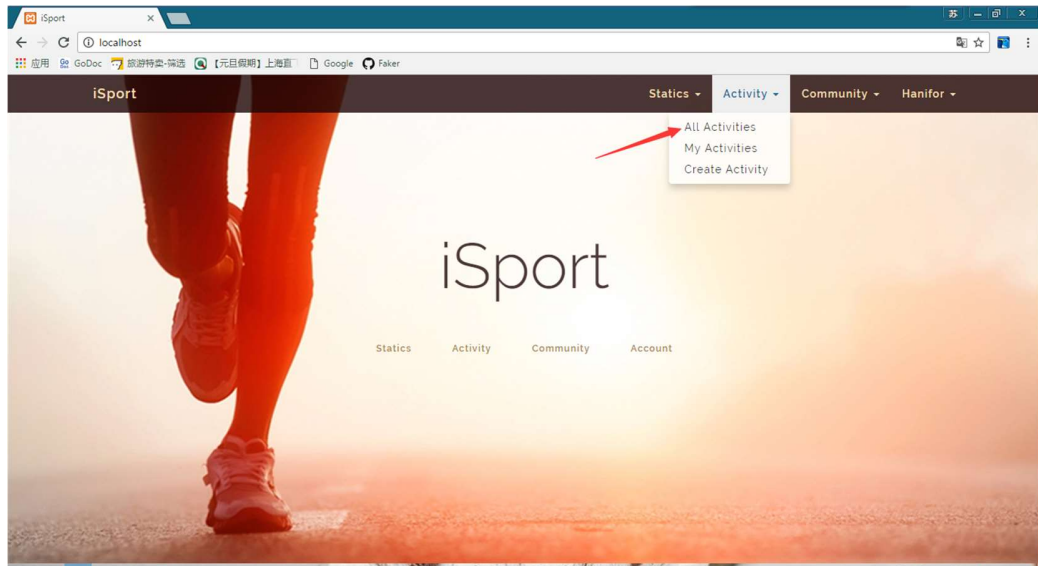 iSport
苏
localhost
应用 GoDoc 旅游特卖-筛选 【元旦假期】上海直 Google Faker
iSport Statics Activity Community Hanifor
All Activities
My Activities
Create Activity
iSport
Statics Activity Community Account